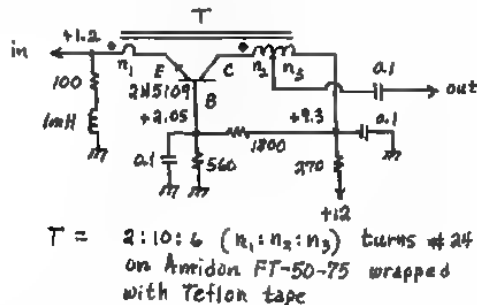 T
+1.2
in
n₁
E
C
n₂
n₃
100
2N5109
B
0.1
out
1mH
+2.05
+9.3
0.1
1800
0.1
560
270
+12
T = 2:10:6 (n₁:n₂:n₃) turns #24
on Amidon FT-50-75 wrapped
with Teflon tape